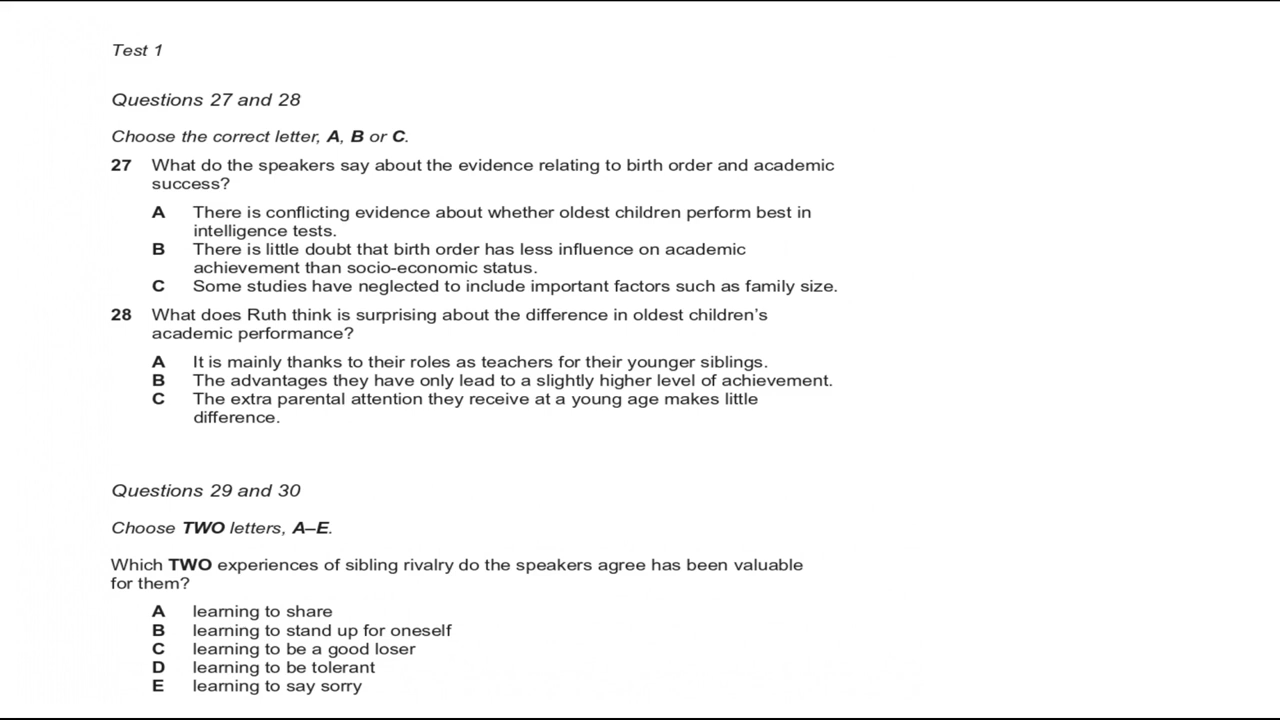 Test 1
Questions 27 and 28
Choose the correct letter, A, B or C.
27 What do the speakers say about the evidence relating to birth order and academic
success?
A There is conflicting evidence about whether oldest children perform best in
intelligence tests.
B There is little doubt that birth order has less influence on academic
achievement than socio-economic status.
C Some studies have neglected to include important factors such as family size.
28 What does Ruth think is surprising about the difference in oldest children's
academic performance?
A It is mainly thanks to their roles as teachers for their younger siblings.
B The advantages they have only lead to a slightly higher level of achievement.
C The extra parental attention they receive at a young age makes little
difference.
Questions 29 and 30
Choose TWO letters, A–E.
Which TWO experiences of sibling rivalry do the speakers agree has been valuable
for them?
A learning to share
B learning to stand up for oneself
C learning to be a good loser
D learning to be tolerant
E learning to say sorry